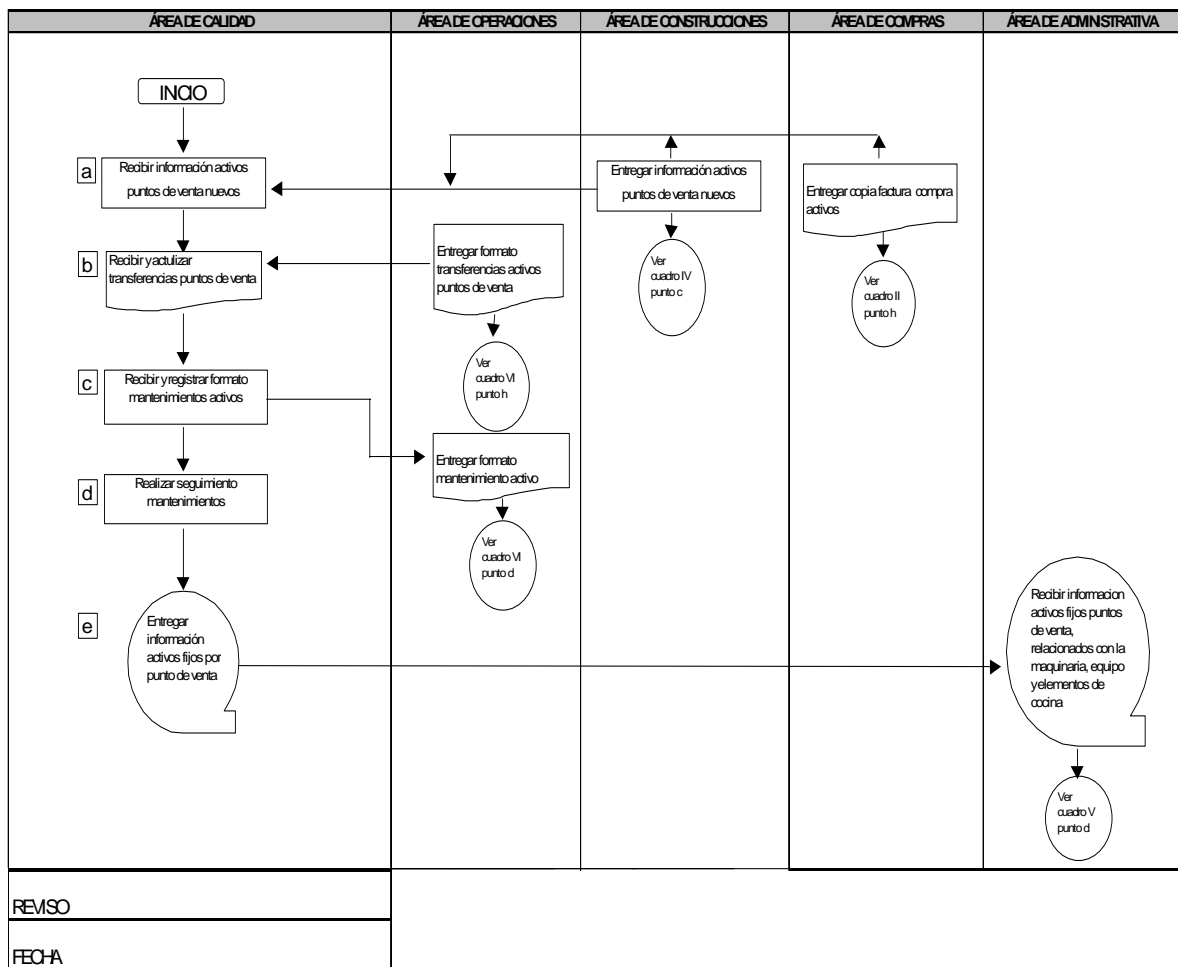 ÁREA DE CALIDAD
ÁREA DE OPERACIONES
ÁREA DE CONSTRUCCIONES
ÁREA DE COMPRAS
ÁREA DE ADMINISTRATIVA
INCIO
a
Recibir información activos
puntos de venta nuevos
Entregar información activos
puntos de venta nuevos
Entregar copia factura compra
activos
b
Recibir y actulizar
transferencias puntos de venta
Entregar formato
transferencias activos
puntos de venta
Ver
cuadro IV
punto c
Ver
cuadro II
punto h
Ver
cuadro VI
punto h
c
Recibir y registrar formato
mantenimientos activos
Entregar formato
mantenimiento activo
d
Realizar seguimiento
mantenimientos
Ver
cuadro VI
punto d
e
Entregar
información
activos fijos por
punto de venta
Recibir informacion
activos fijos puntos
de venta,
relacionados con la
maquinaria, equipo
y elementos de
cocina
Ver
cuadro V
punto d
REVISO
FECHA